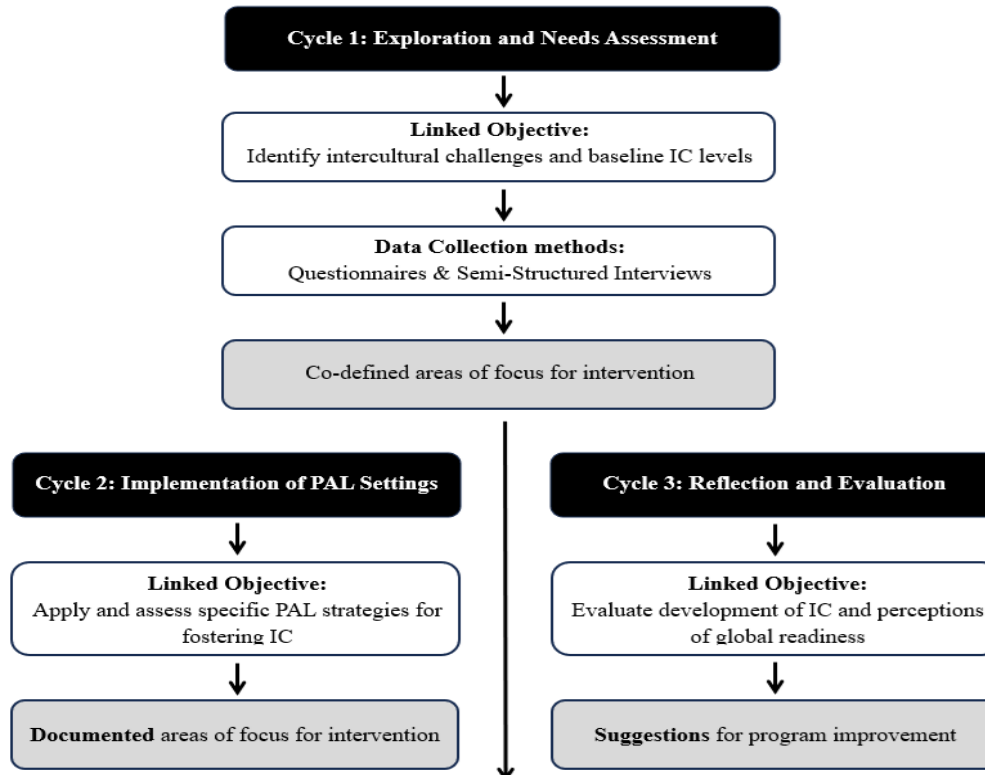 Cycle 1: Exploration and Needs Assessment
Linked Objective:
Identify intercultural challenges and baseline IC levels
Data Collection methods:
Questionnaires & Semi-Structured Interviews
Co-defined areas of focus for intervention
Cycle 2: Implementation of PAL Settings
Linked Objective:
Apply and assess specific PAL strategies for
fostering IC
Documented areas of focus for intervention
Cycle 3: Reflection and Evaluation
Linked Objective:
Evaluate development of IC and perceptions
of global readiness
Suggestions for program improvement